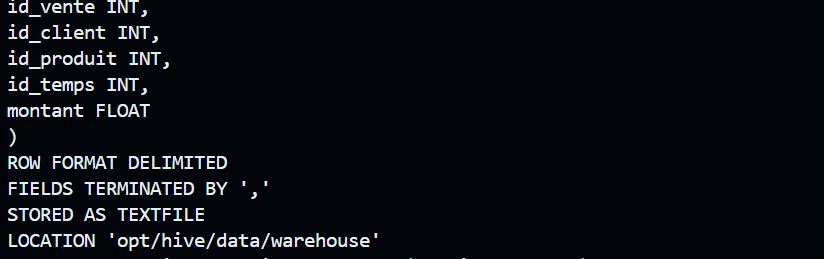 id_vente INT,
id_client INT,
id_produit INT,
id_temps INT,
montant FLOAT
)
ROW FORMAT DELIMITED
FIELDS TERMINATED BY ','
STORED AS TEXTFILE
LOCATION 'opt/hive/data/warehouse'